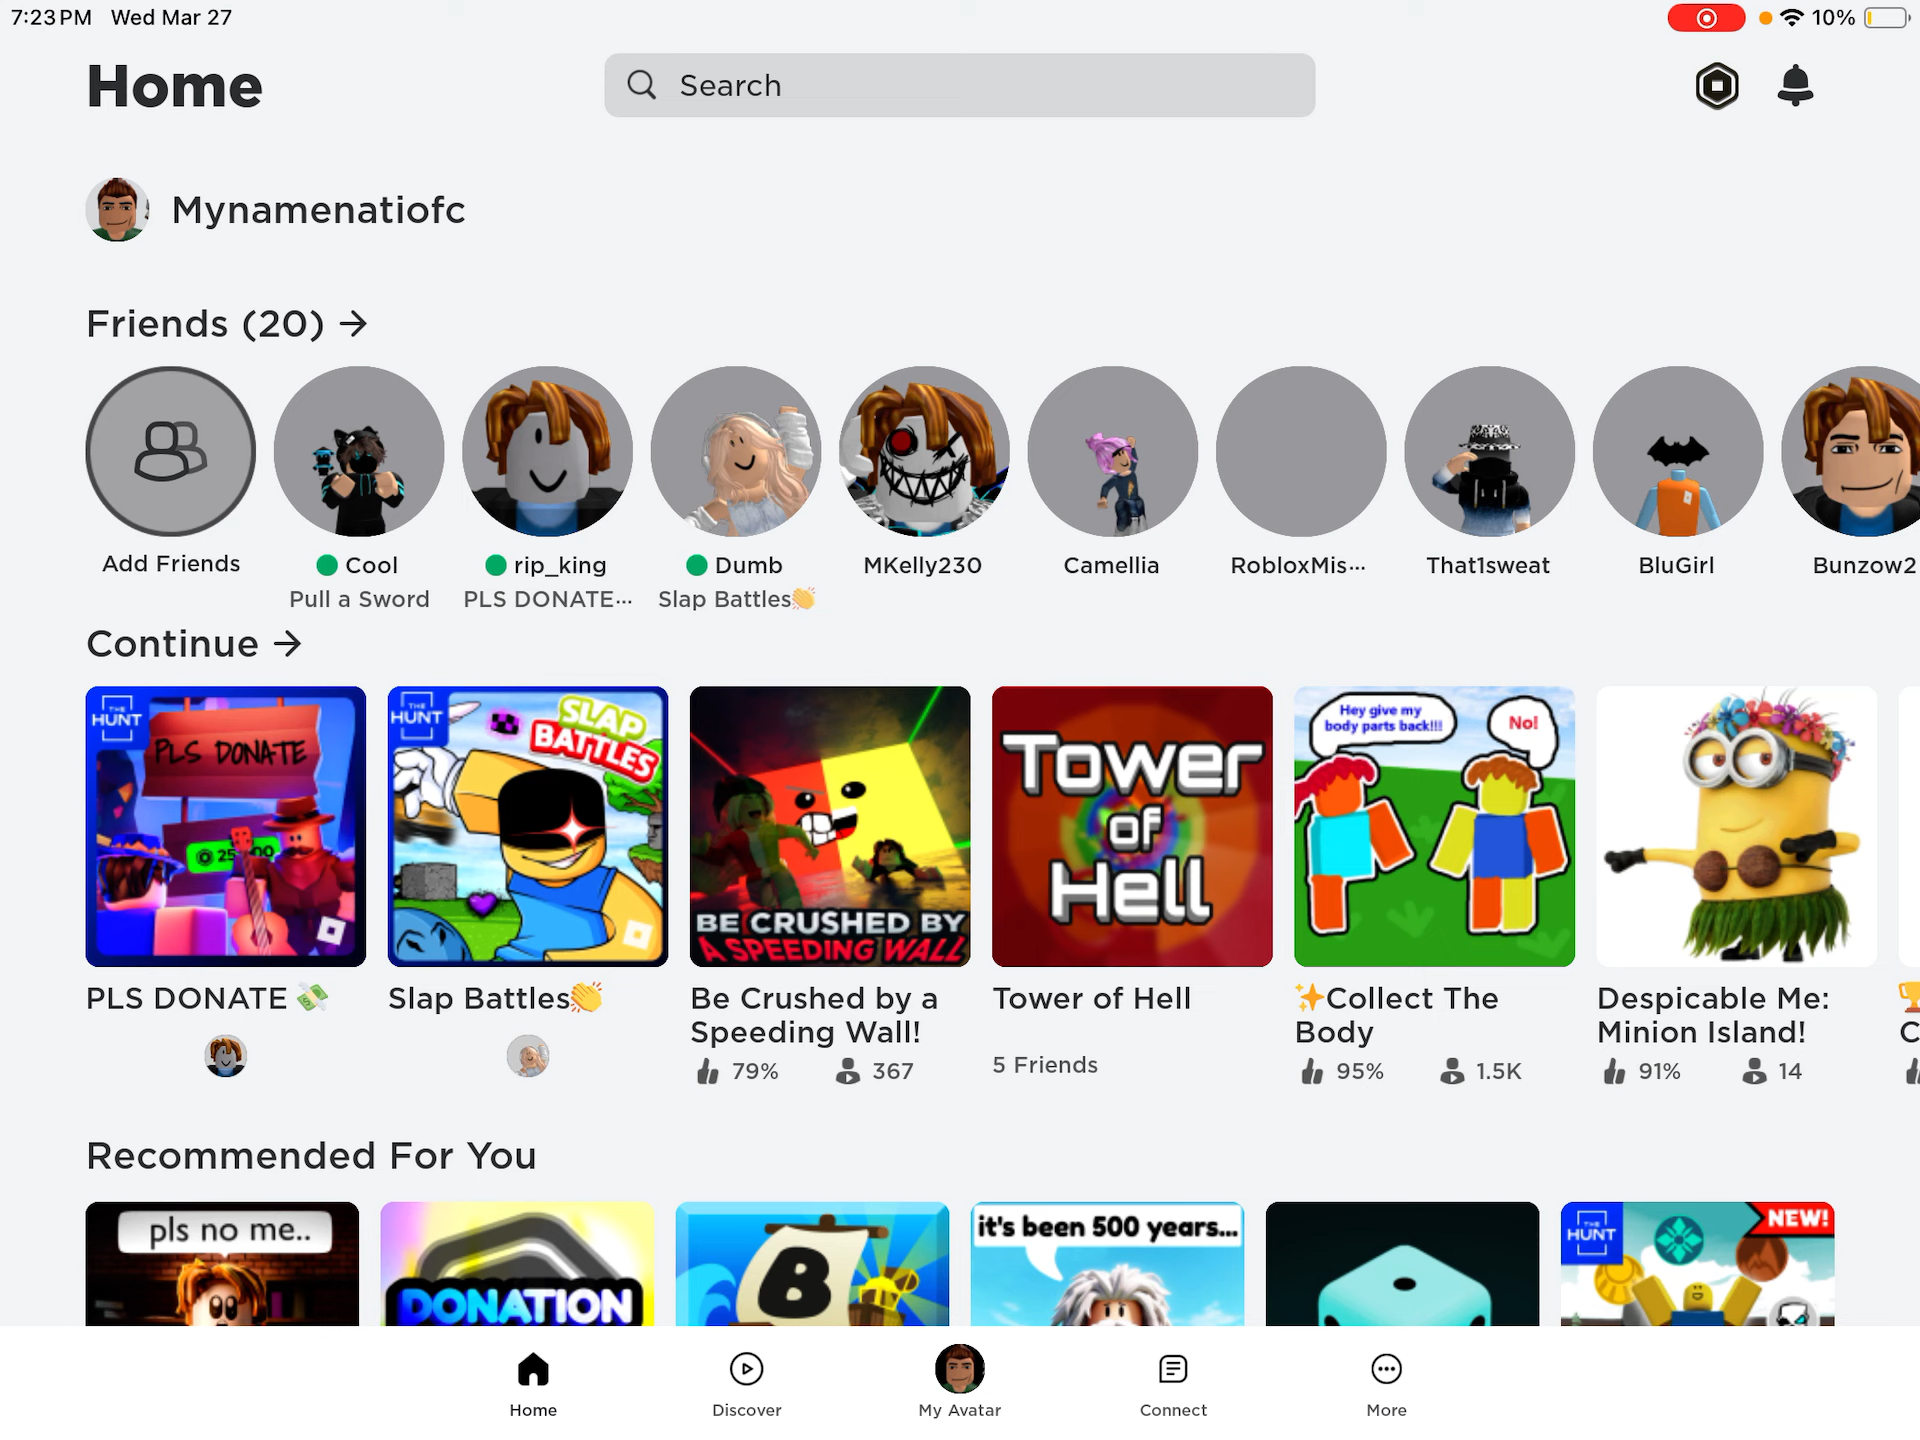 7:23 PM Wed Mar 27
10%
Home
Search
Mynamenatiofc
Friends (20) →
Add Friends
Cool
Pull a Sword
rip_king
PLS DONATE...
Dumb
Slap Battles👏
MKelly230
Camellia
RobloxMis...
That1sweat
BluGirl
Bunzow2
Continue →
THE
HUNT
PLS DONATE
THE
HUNT
SLAP
BATTLES
BE CRUSHED BY
A SPEEDING WALL
Tower
of
Hell
Hey give my
body parts back!!!
No!
PLS DONATE 💸
Slap Battles👏
Be Crushed by a
Speeding Wall!
79% 367
Tower of Hell
5 Friends
✨Collect The
Body
95% 1.5K
Despicable Me:
Minion Island!
91% 14
🏆
C
Recommended For You
pls no me..
DONATION
B
it's been 500 years...
THE
HUNT
NEW!
Home
Discover
My Avatar
Connect
More